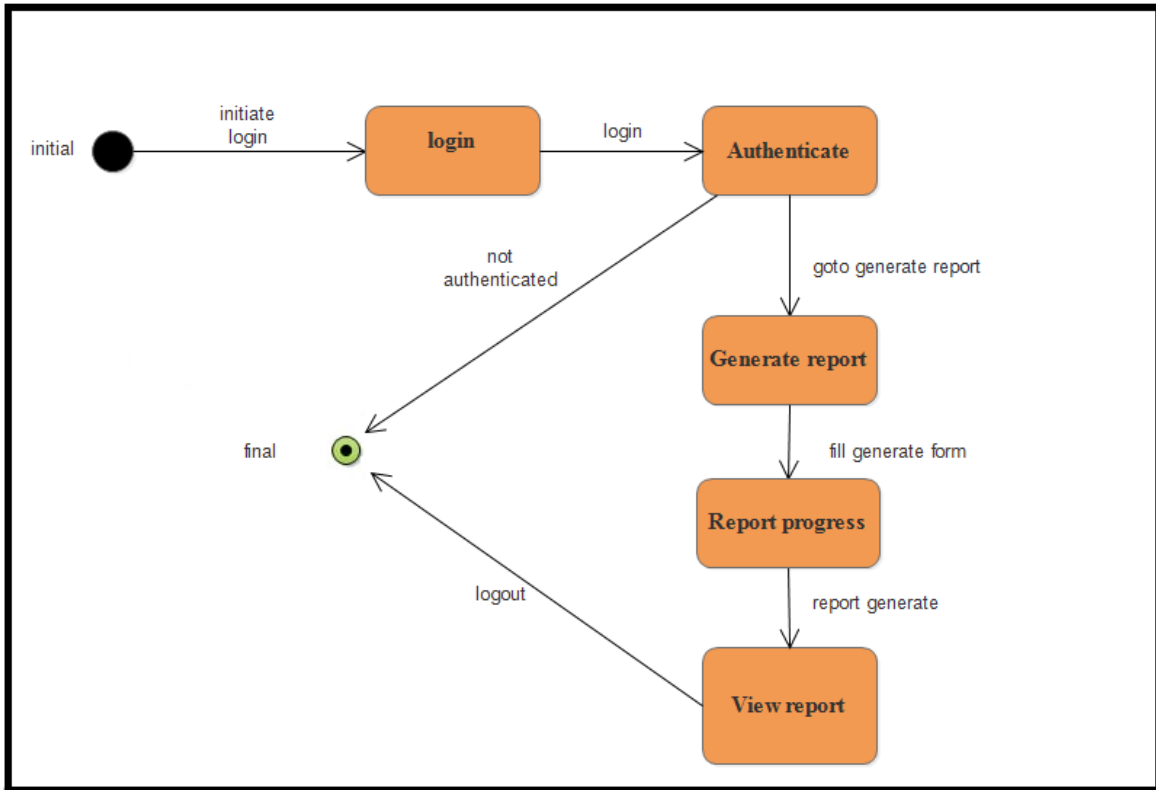 initiate
login
initial
login
login
Authenticate
not
authenticated
goto generate report
Generate report
final
fill generate form
Report progress
logout
report generate
View report